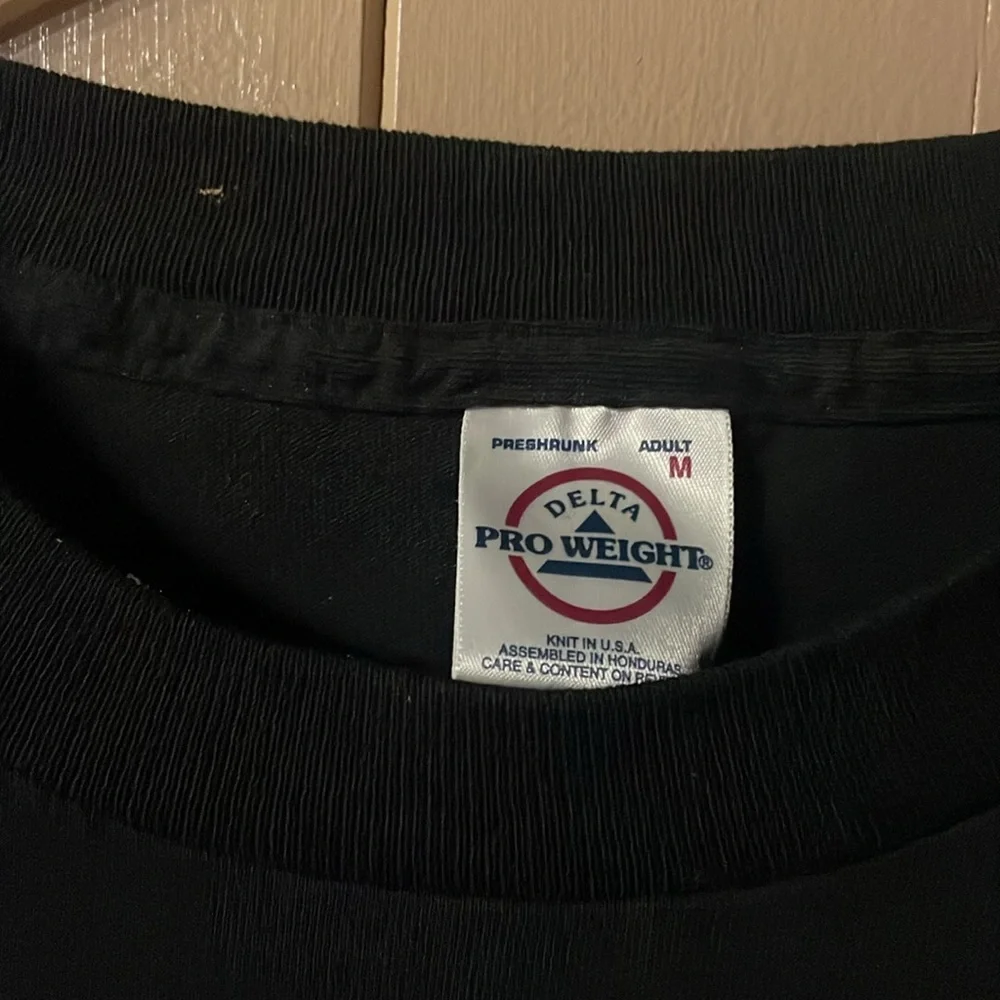 PRESHRUNK ADULT
M
DELTA
PRO WEIGHT®
KNIT IN U.S.A.
ASSEMBLED IN HONDURAS
CARE & CONTENT ON